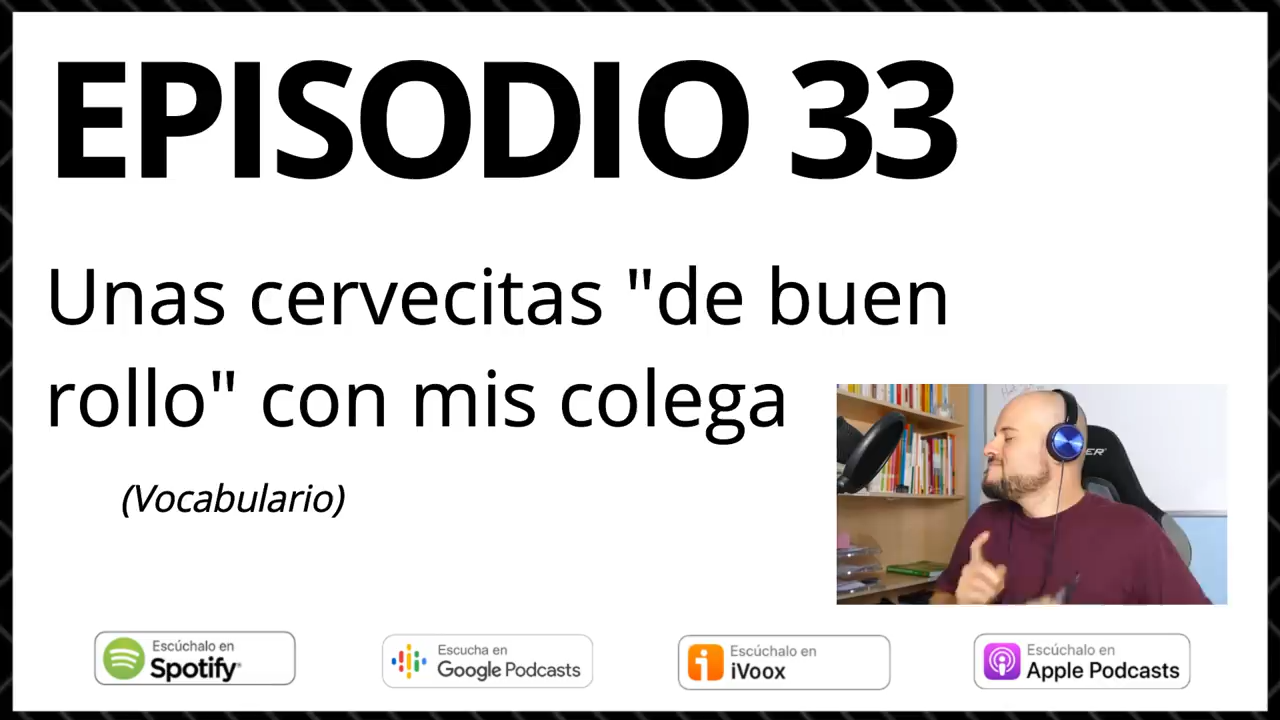 EPISODIO 33
Unas cervecitas "de buen
rollo" con mis colega
(Vocabulario)
ER
Escúchalo en
Spotify
Escucha en
Google Podcasts
Escúchalo en
iVoox
Escúchalo en
Apple Podcasts